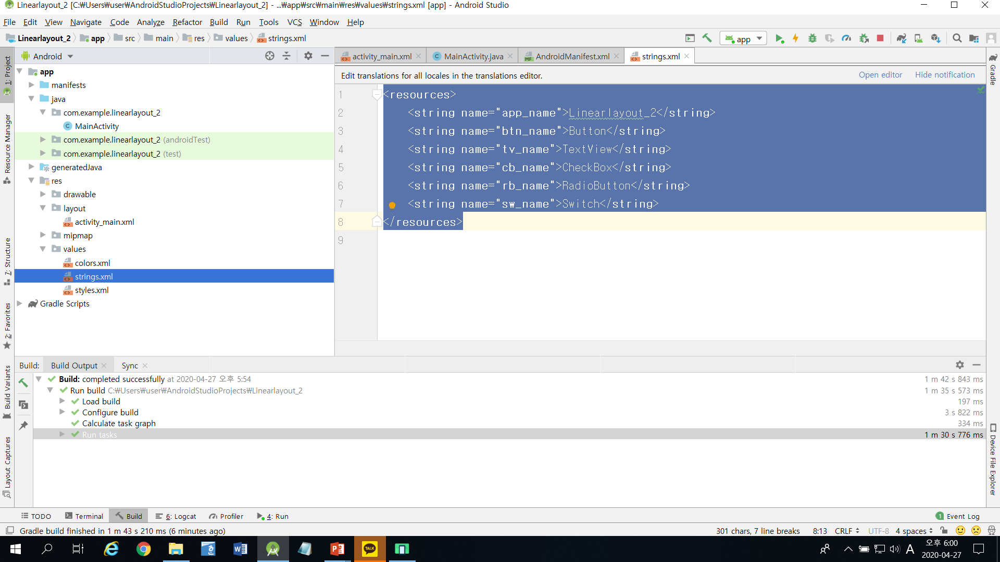 Linearlayout_2 [C:₩Users₩user₩AndroidStudioProjects₩Linearlayout_2] - ...₩app₩src₩main₩res₩values₩strings.xml [app] - Android Studio
File Edit View Navigate Code Analyze Refactor Build Run Tools VCS Window Help
Linearlayout_2 app src main res values strings.xml
app
Android
activity_main.xml MainActivity.java AndroidManifest.xml strings.xml
Edit translations for all locales in the translations editor. Open editor Hide notification
1: Project
Resource Manager
7: Structure
2: Favorites
Build Variants
Layout Captures
app
manifests
java
com.example.linearlayout_2
MainActivity
com.example.linearlayout_2 (androidTest)
com.example.linearlayout_2 (test)
generatedJava
res
drawable
layout
activity_main.xml
mipmap
values
colors.xml
strings.xml
styles.xml
Gradle Scripts
1 <resources>
2 <string name="app_name">Linearlayout_2</string>
3 <string name="btn_name">Button</string>
4 <string name="tv_name">TextView</string>
5 <string name="cb_name">CheckBox</string>
6 <string name="rb_name">RadioButton</string>
7 <string name="sw_name">Switch</string>
8 </resources>
9
Gradle
Device File Explorer
Build: Build Output Sync
Build: completed successfully at 2020-04-27 오후 5:54 1 m 42 s 843 ms
Run build C:₩Users₩user₩AndroidStudioProjects₩Linearlayout_2 1 m 35 s 573 ms
Load build 197 ms
Configure build 3 s 822 ms
Calculate task graph 334 ms
Run tasks 1 m 30 s 776 ms
TODO Terminal Build 6: Logcat Profiler 4: Run 1 Event Log
Gradle build finished in 1 m 43 s 210 ms (6 minutes ago) 301 chars, 7 line breaks 8:13 CRLF UTF-8 4 spaces
TALK
A
오후 6:00
2020-04-27